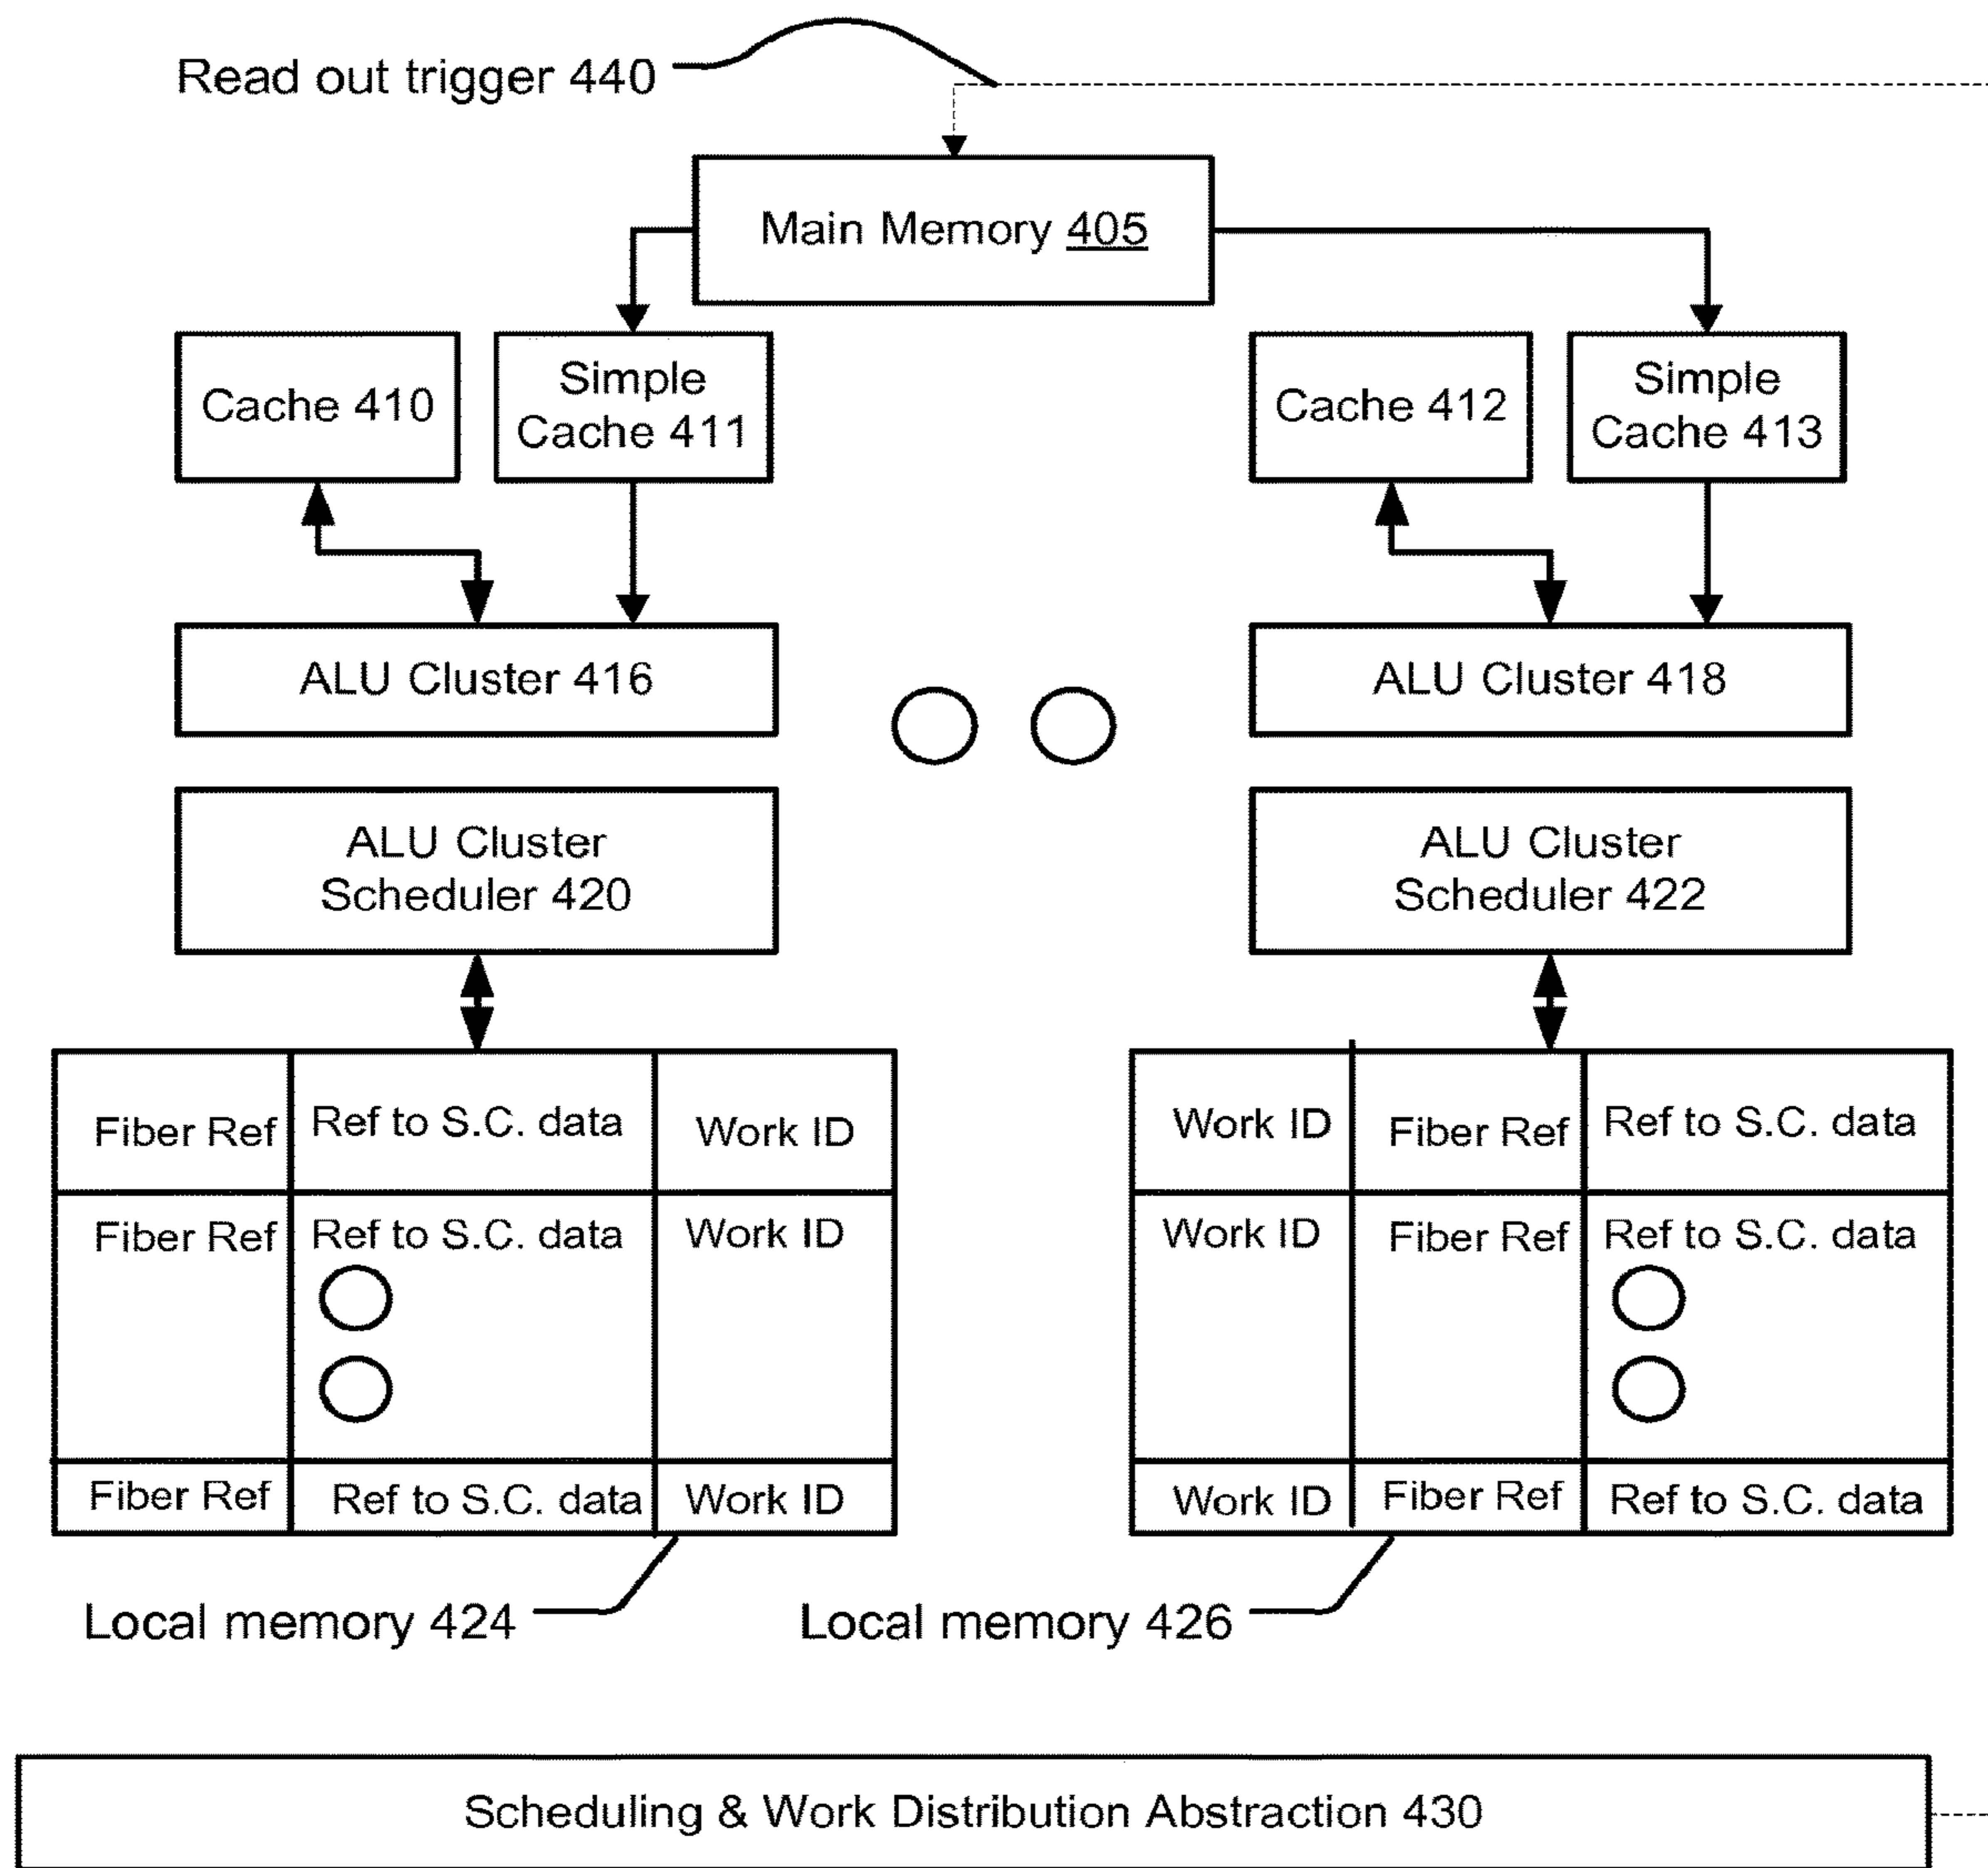 Read out trigger 440
Main Memory 405
Cache 410
Simple
Cache 411
Cache 412
Simple
Cache 413
ALU Cluster 416
ALU Cluster 418
ALU Cluster
Scheduler 420
ALU Cluster
Scheduler 422
Fiber Ref Ref to S.C. data Work ID
Fiber Ref Ref to S.C. data Work ID
Fiber Ref Ref to S.C. data Work ID
Work ID Fiber Ref Ref to S.C. data
Work ID Fiber Ref Ref to S.C. data
Work ID Fiber Ref Ref to S.C. data
Local memory 424
Local memory 426
Scheduling & Work Distribution Abstraction 430